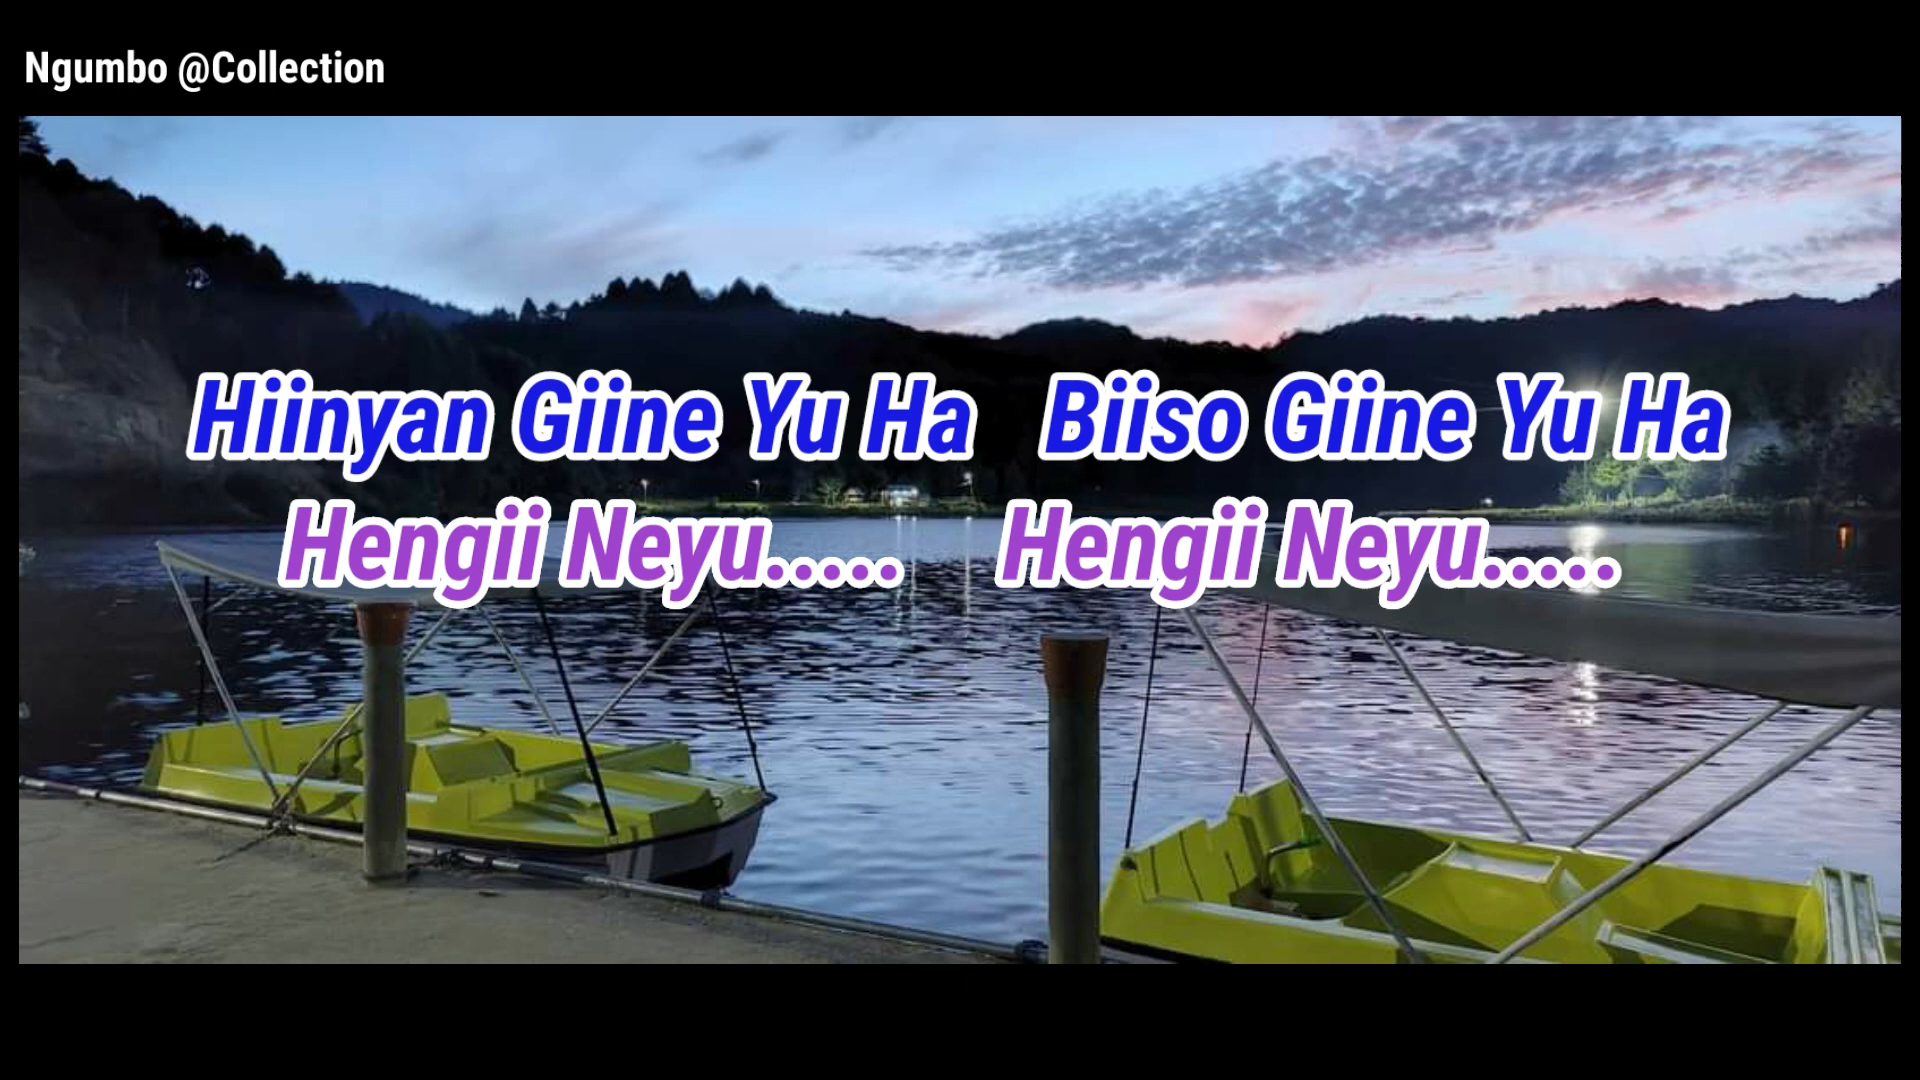 Ngumbo @Collection
Hiinyan Giine Yu Ha   Biiso Giine Yu Ha
Hengii Neyu.....   Hengii Neyu.....